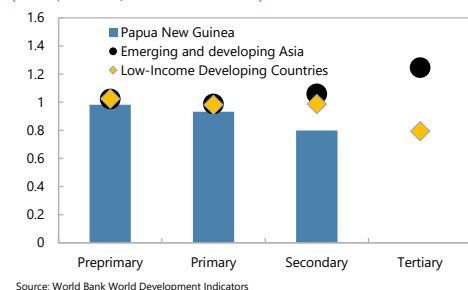 1.6
1.4
1.2
1
0.8
0.6
0.4
0.2
0
Papua New Guinea
Emerging and developing Asia
Low-Income Developing Countries
Preprimary Primary Secondary Tertiary
Source: World Bank World Development Indicators